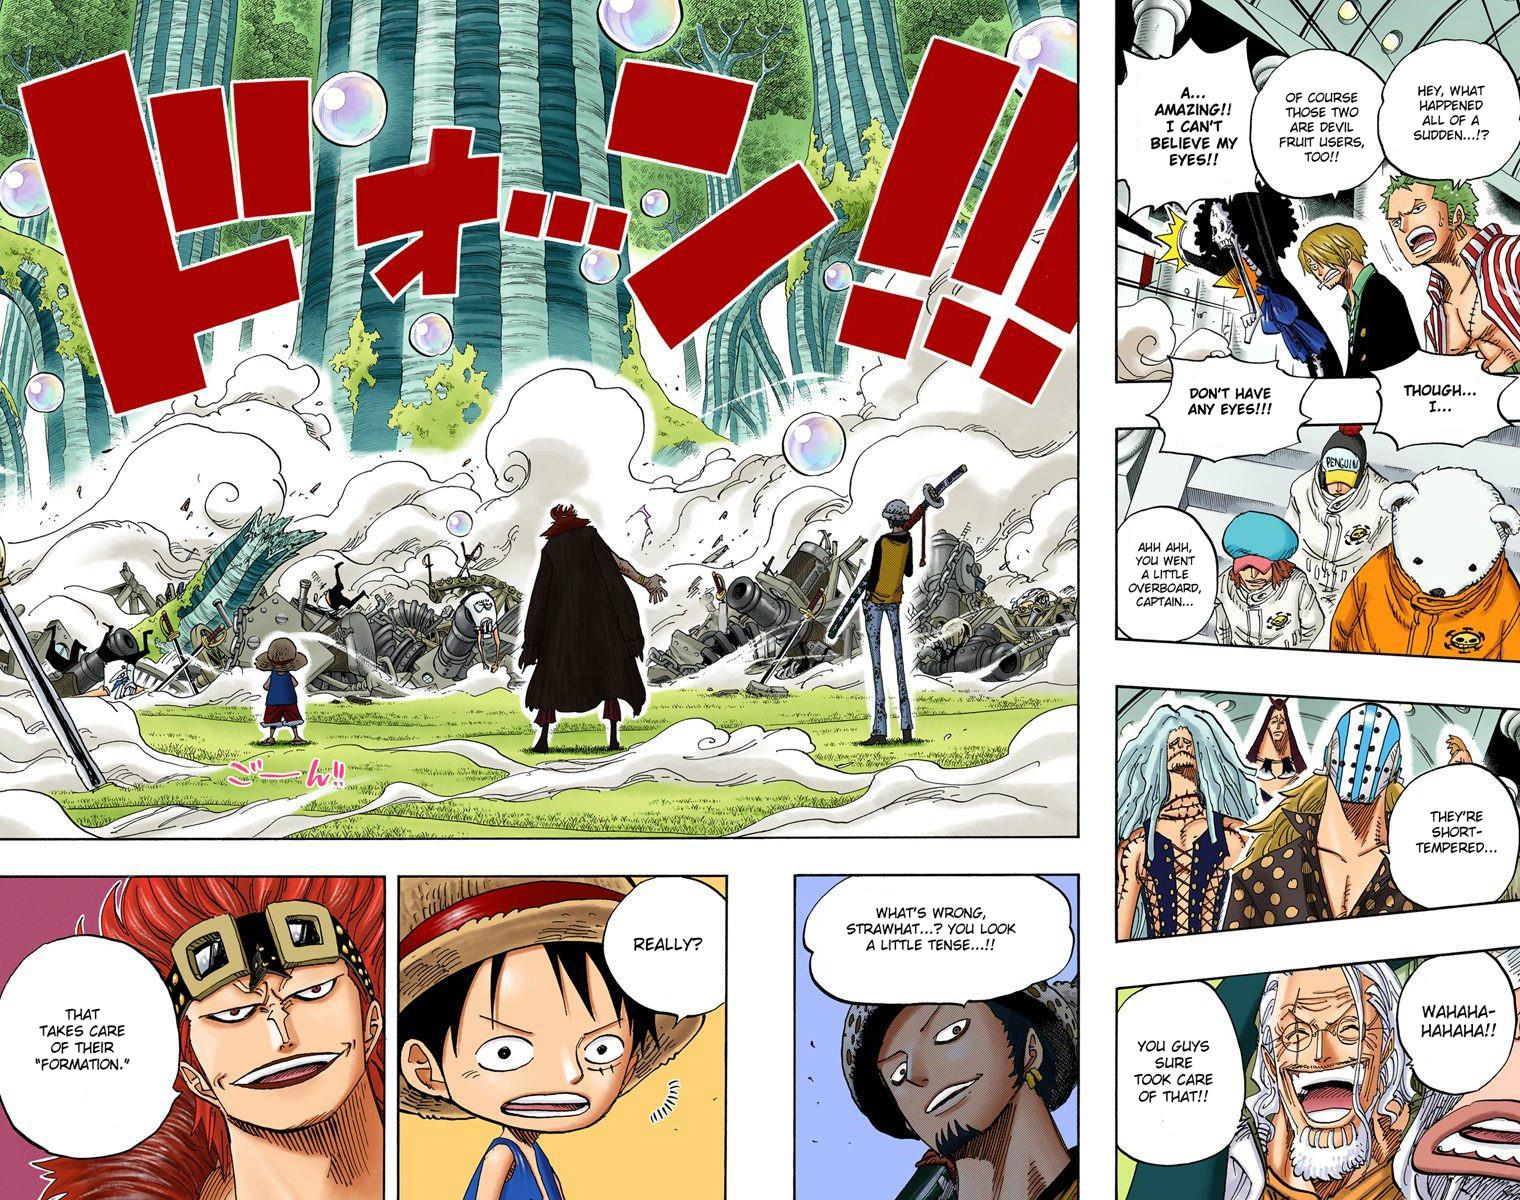 HEY, WHAT
HAPPENED
ALL OF A
SUDDEN...!?
OF COURSE
THOSE TWO
ARE DEVIL
FRUIT USERS,
TOO!!
A...
AMAZING!!
I CAN'T
BELIEVE MY
EYES!!
THOUGH...
I...
DON'T HAVE
ANY EYES!!!
PENGUIN
AHH AHH,
YOU WENT
A LITTLE
OVERBOARD,
CAPTAIN...
THEY'RE
SHORT-
TEMPERED...
WAHAHA-
HAHAHA!!
YOU GUYS
SURE
TOOK CARE
OF THAT!!
ドォ…ン!!
ごーん!!
WHAT'S WRONG,
STRAWHAT...? YOU LOOK
A LITTLE TENSE...!!
REALLY?
THAT
TAKES CARE
OF THEIR
"FORMATION."